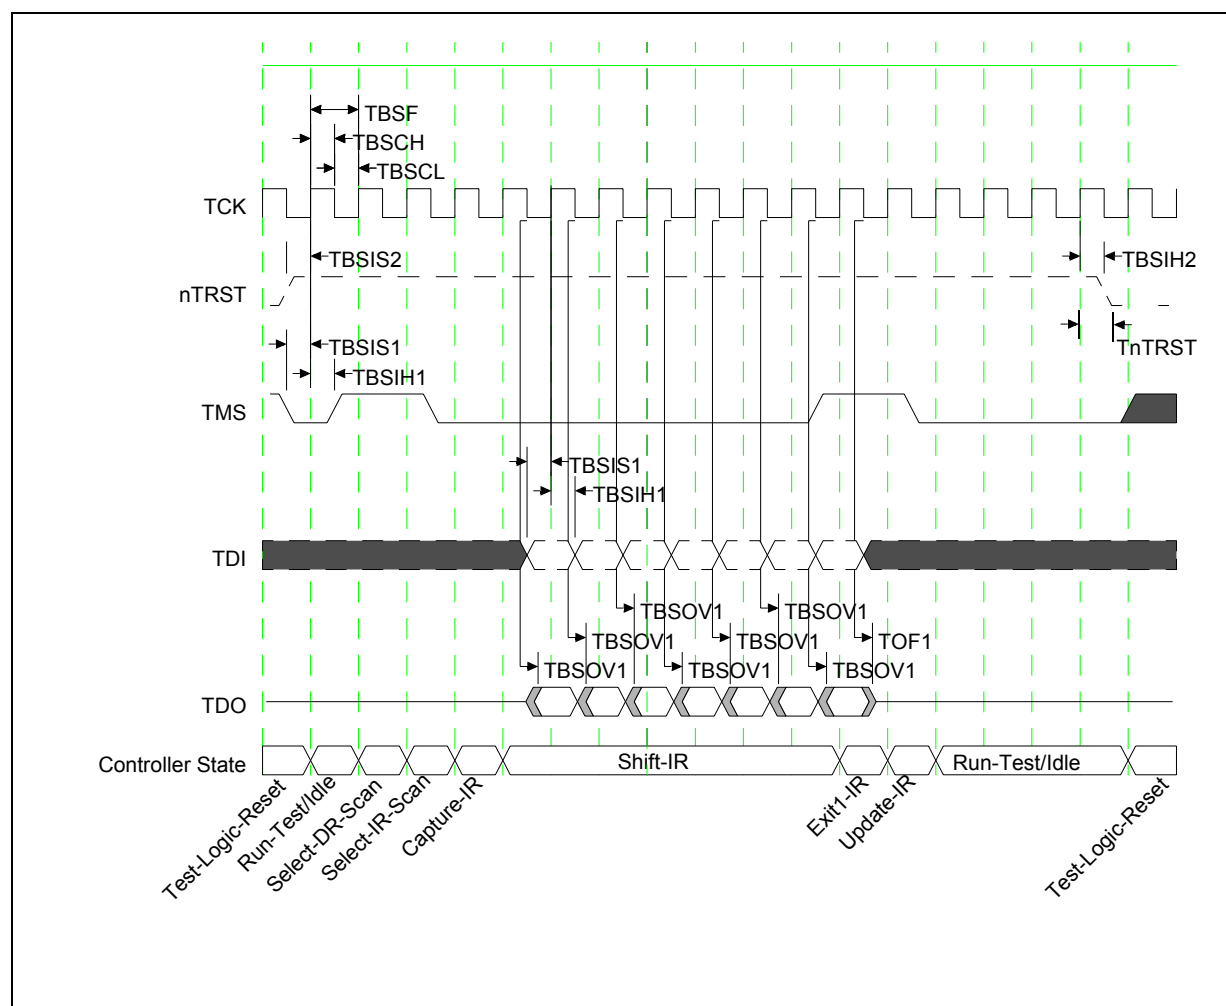 TBSF
TBSCH
TBSCL
TCK
TBSIS2
TBSIH2
nTRST
TBSIS1
TnTRST
TBSIH1
TMS
TBSIS1
TBSIH1
TDI
TBSOV1 TBSOV1
TBSOV1 TBSOV1 TOF1
TBSOV1 TBSOV1 TBSOV1
TDO
Controller State
Shift-IR
Run-Test/Idle
Test-Logic-Reset
Run-Test/Idle
Select-DR-Scan
Select-IR-Scan
Capture-IR
Exit1-IR
Update-IR
Test-Logic-Reset